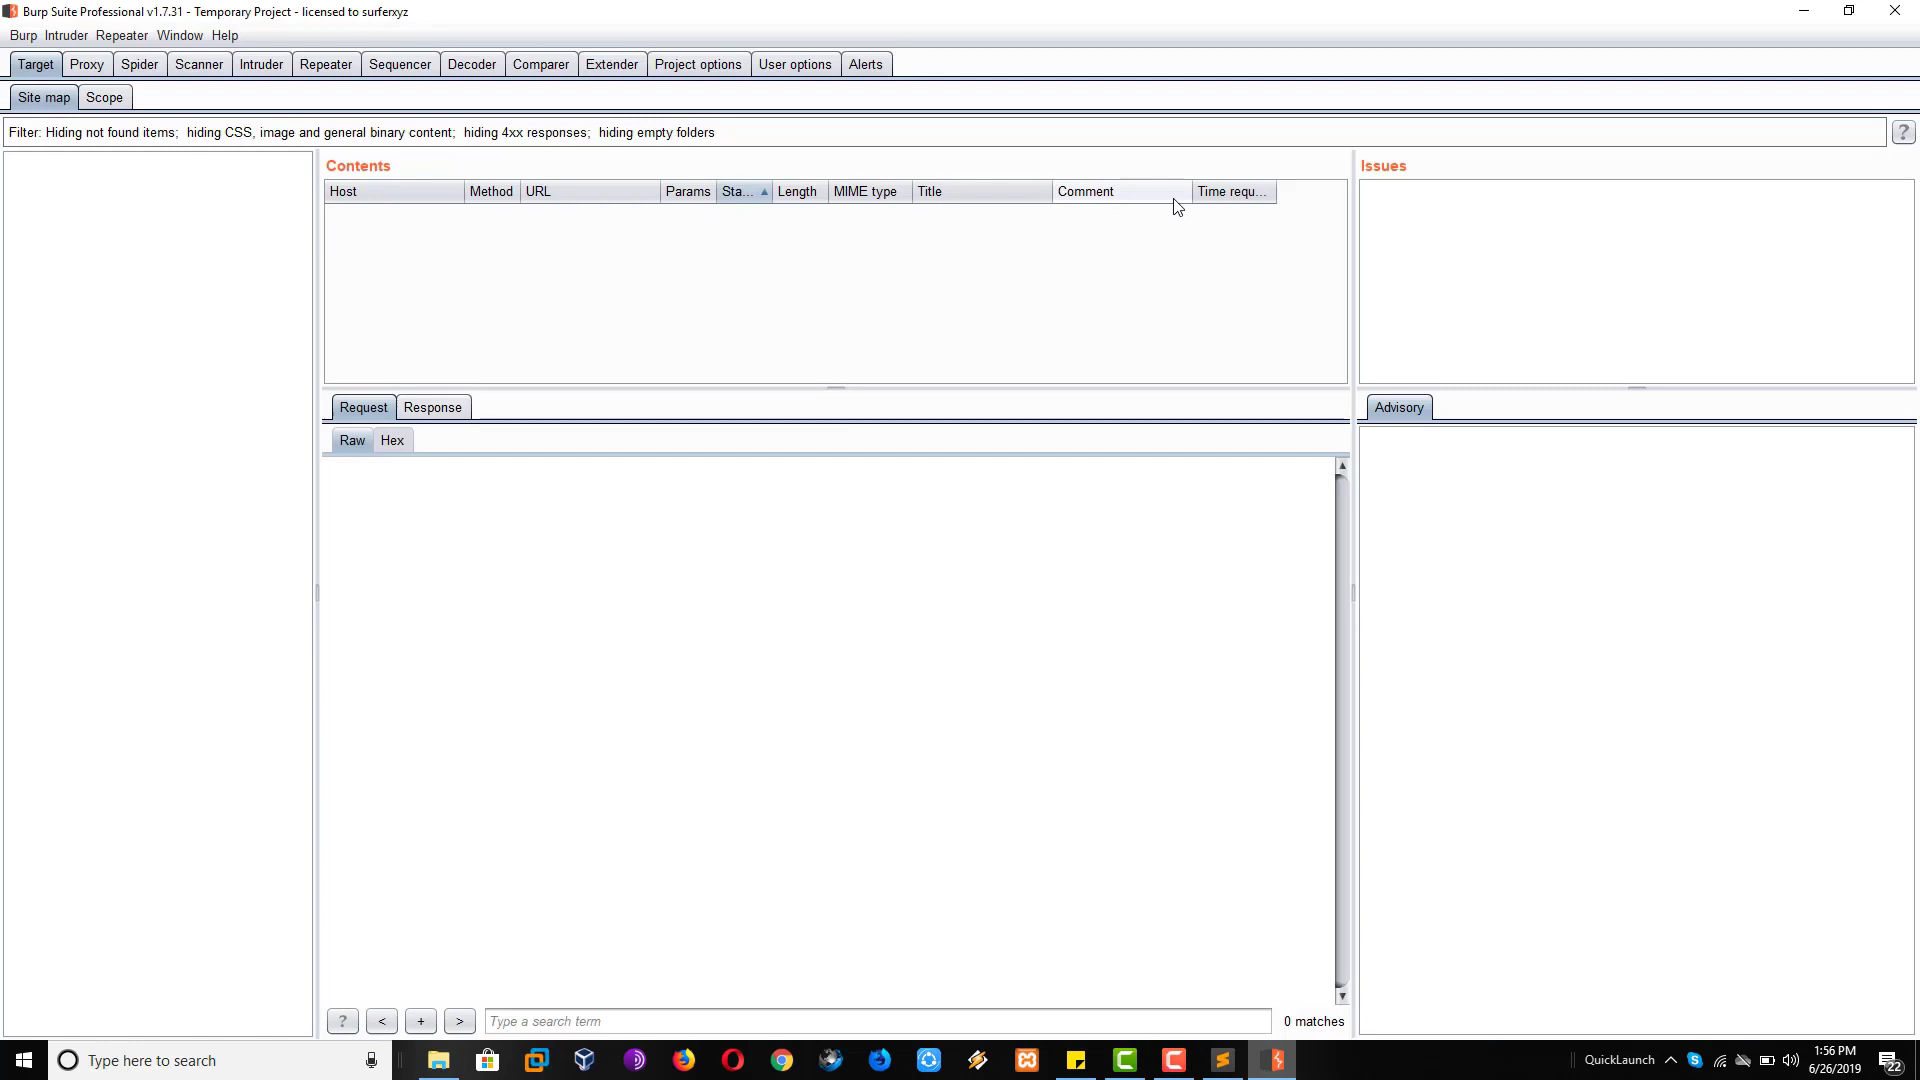 Burp Suite Professional v1.7.31 - Temporary Project - licensed to surferxyz
Burp Intruder Repeater Window Help
Target Proxy Spider Scanner Intruder Repeater Sequencer Decoder Comparer Extender Project options User options Alerts
Site map Scope
Filter: Hiding not found items; hiding CSS, image and general binary content; hiding 4xx responses; hiding empty folders
?
Contents
Issues
Host Method URL Params Sta... Length MIME type Title Comment Time requ...
Request Response
Advisory
Raw Hex
? < + > Type a search term 0 matches
Type here to search
QuickLaunch
1:56 PM
6/26/2019
22